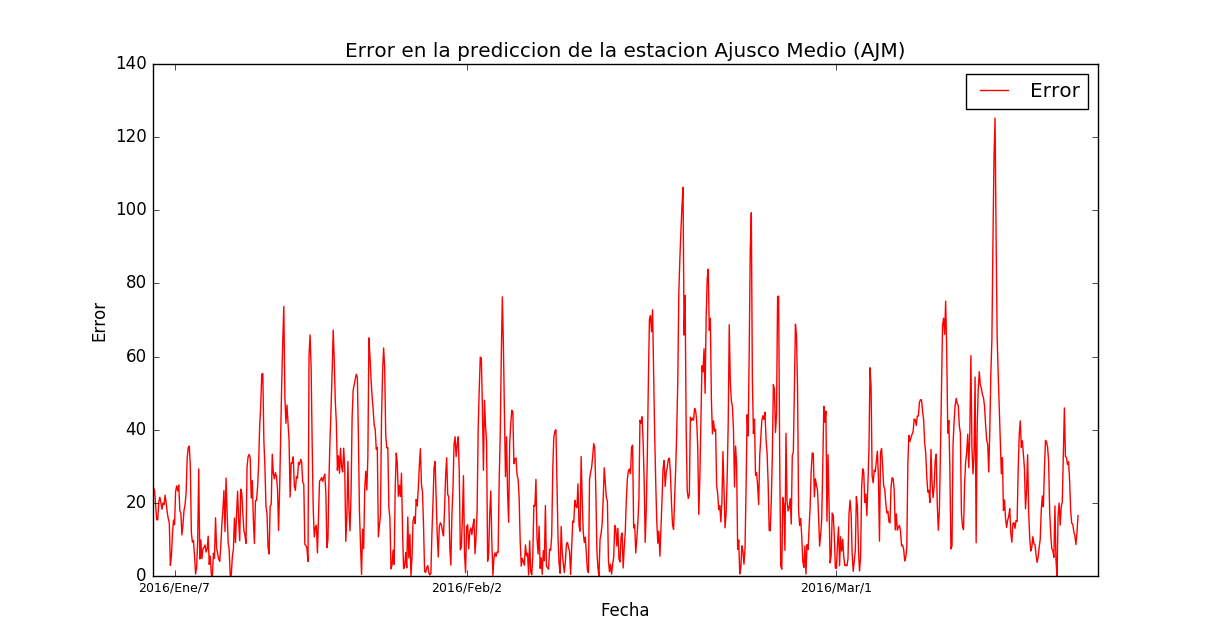 Error en la prediccion de la estacion Ajusco Medio (AJM)
140
120
100
80
60
40
20
0
Error
Error
2016/Ene/7 2016/Feb/2 2016/Mar/1
Fecha